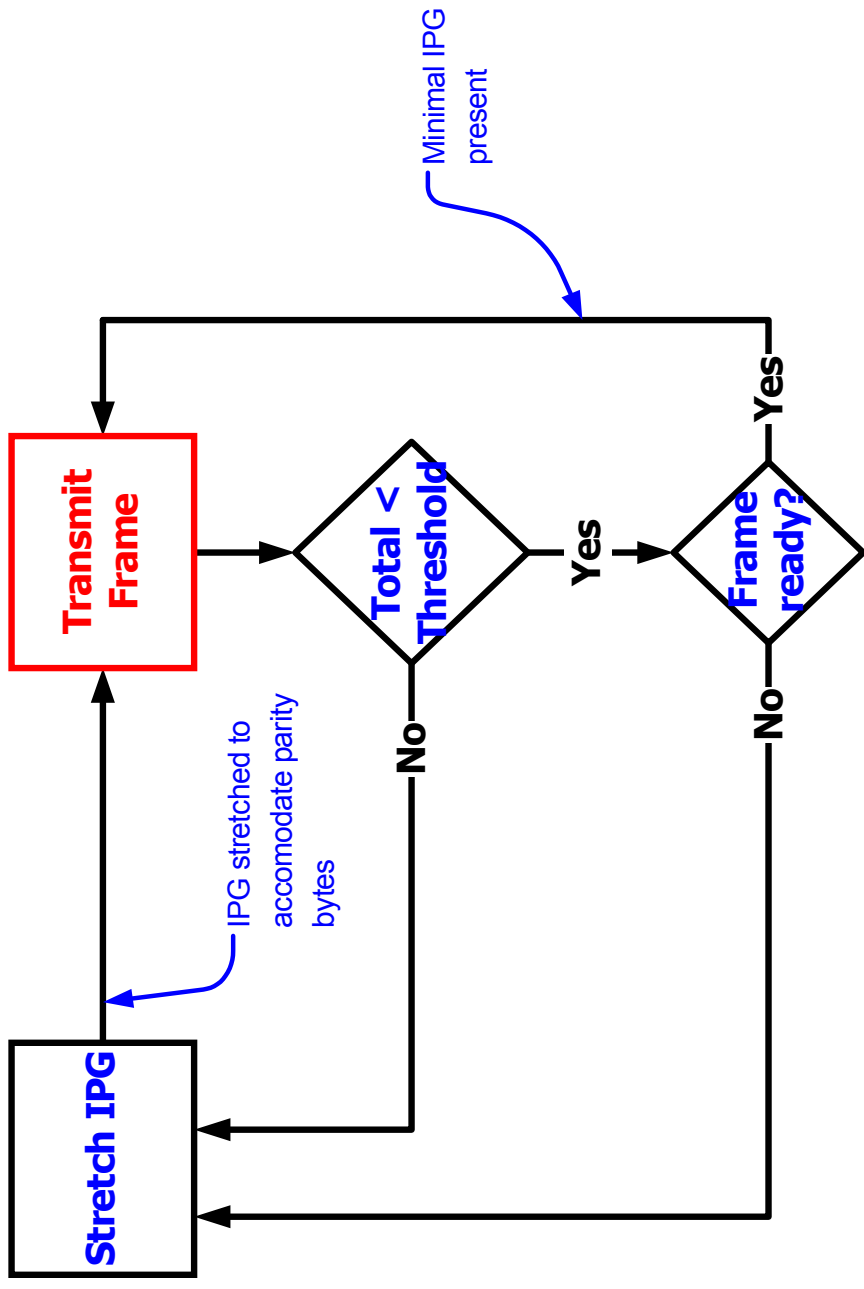 Stretch IPG
IPG stretched to
accomodate parity
bytes
Transmit
Frame
No
Total <
Threshold
Yes
No
Frame
ready?
Yes
Minimal IPG
present